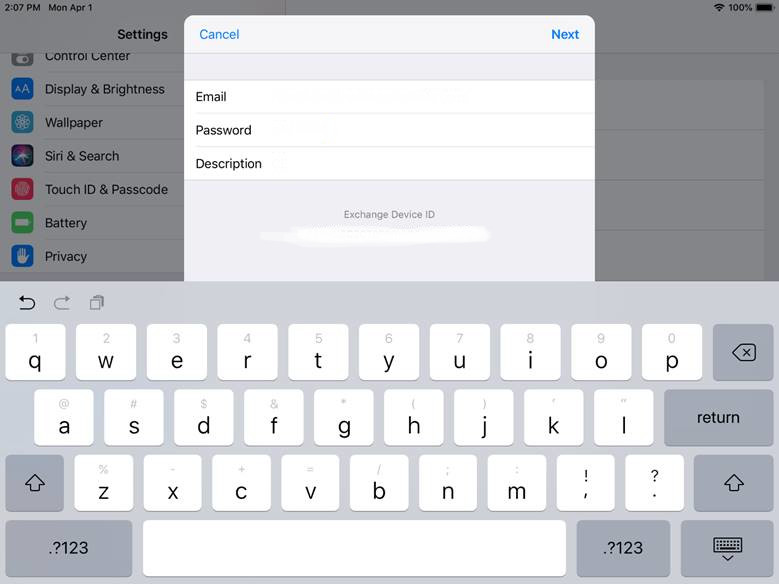 2:07 PM Mon Apr 1
100%
Settings
Cancel
Next
Control Center
Display & Brightness
Wallpaper
Siri & Search
Touch ID & Passcode
Battery
Privacy
AA
Email
Password
Description
Exchange Device ID
1 2 3 4 5 6 7 8 9 0
q w e r t y u i o p
@ # $ & * ( ) ' "
a s d f g h j k l return
% - + = / ; : ! ?
z x c v b n m , .
.?123 .?123